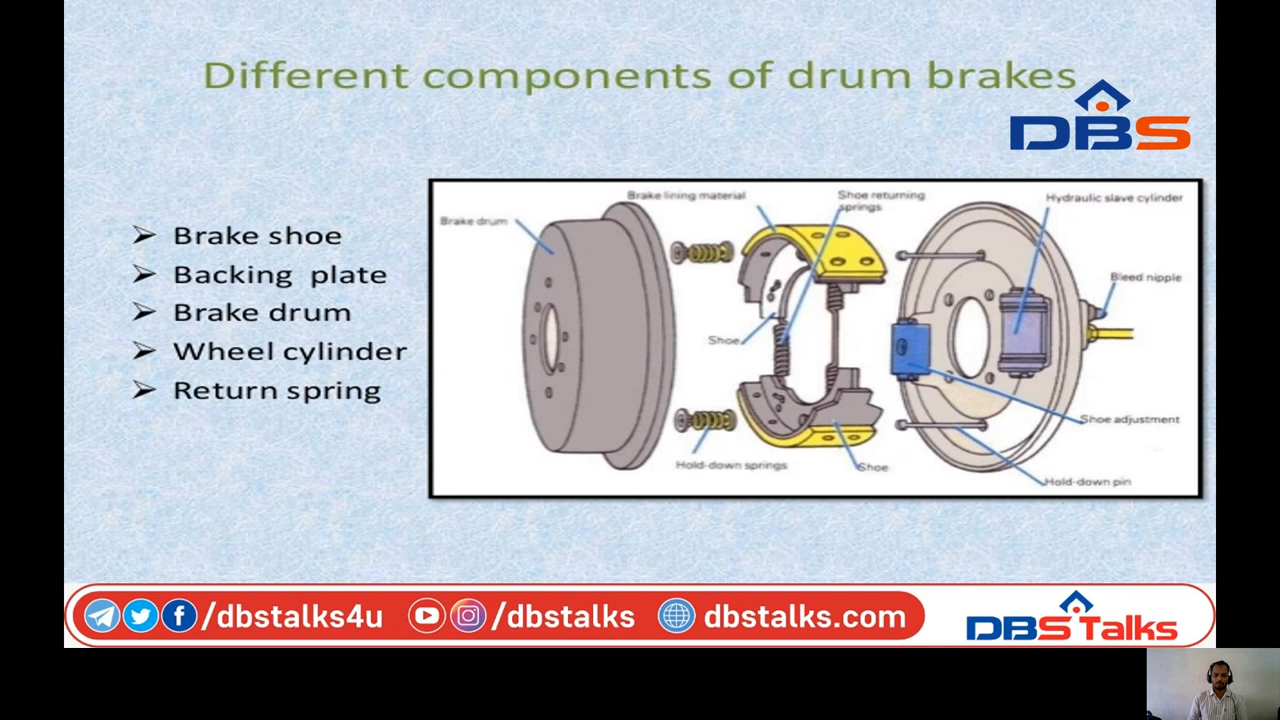 Different components of drum brakes
DBS
Brake shoe
Backing plate
Brake drum
Wheel cylinder
Return spring
Brake lining material
Shoe returning
springs
Hydraulic slave cylinder
Brake drum
Bleed nipple
Shoe
Shoe adjustment
Hold-down springs
Shoe
Hold-down pin
/dbstalks4u
/dbstalks
dbstalks.com
DBS Talks